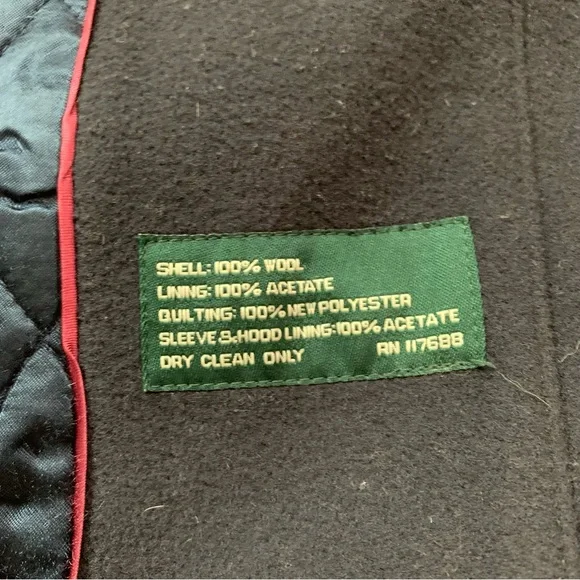 SHELL: 100% WOOL
LINING: 100% ACETATE
QUILTING: 100% NEW POLYESTER
SLEEVE & HOOD LINING: 100% ACETATE
DRY CLEAN ONLY RN 117688